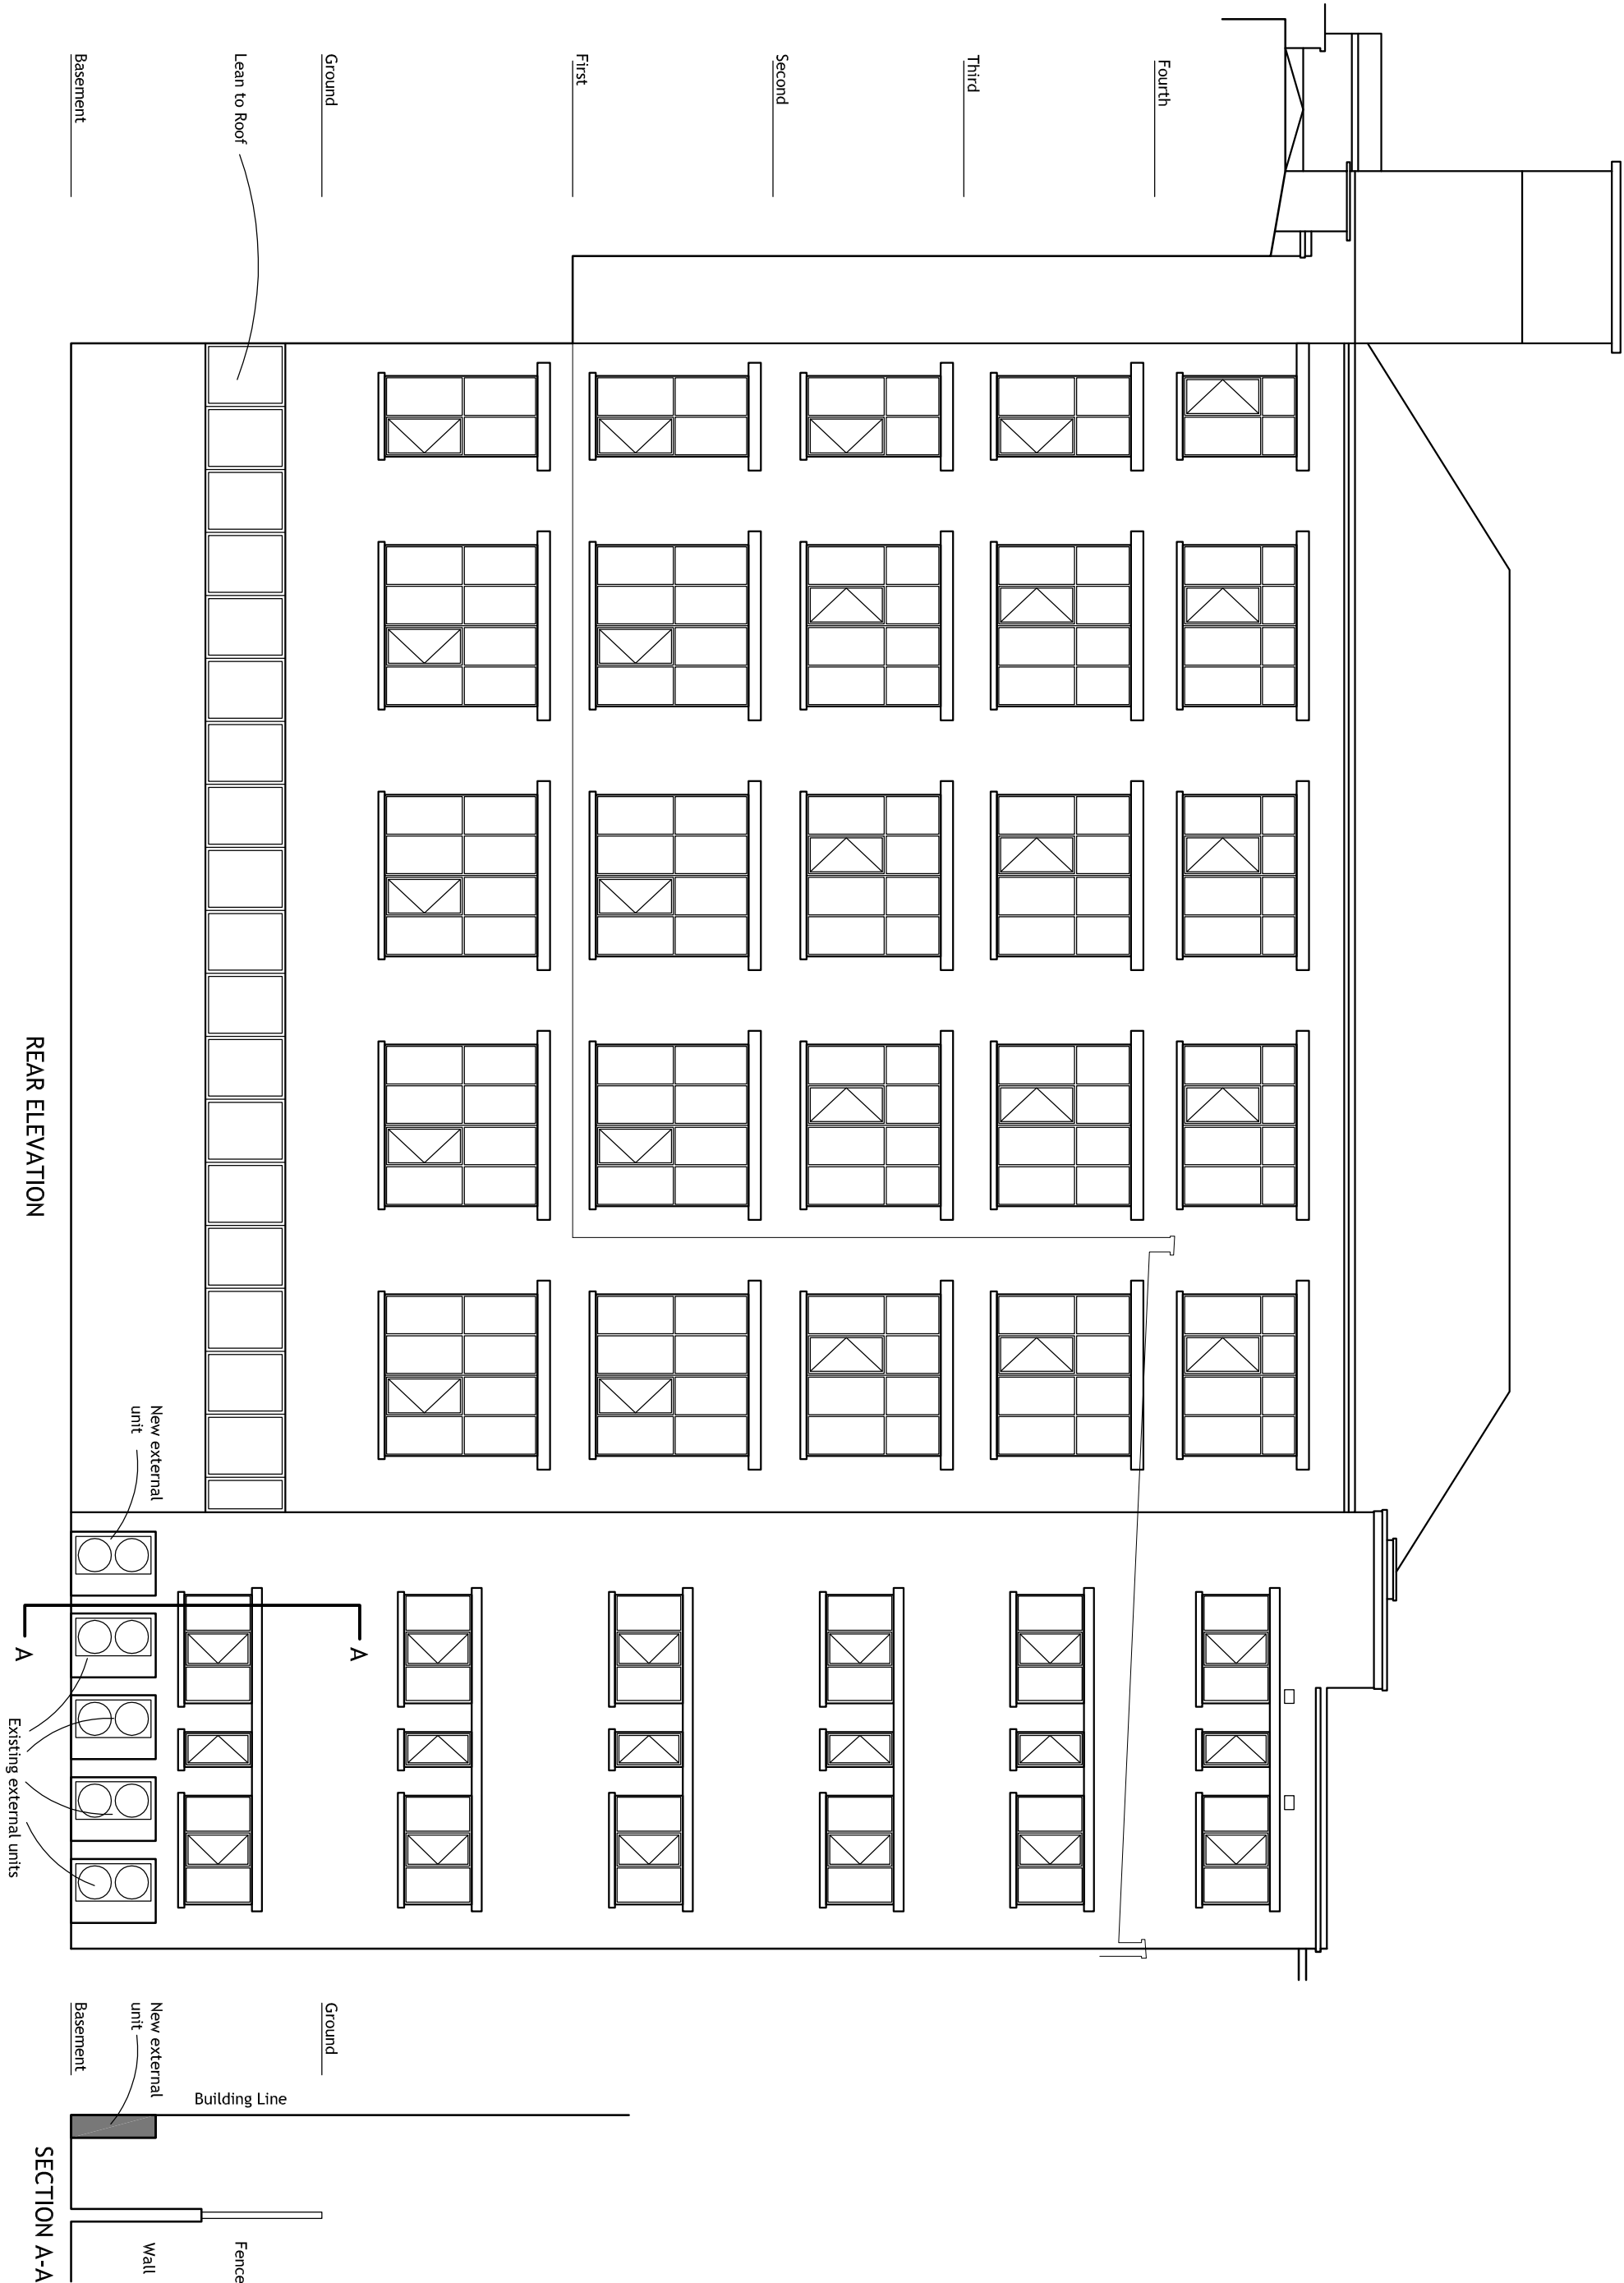 Fourth
Third
Second
First
Ground
Lean to Roof
Basement
New external
unit
A
A
Existing external units
REAR ELEVATION
Ground
New external
unit
Basement
Building Line
Fence
Wall
SECTION A-A